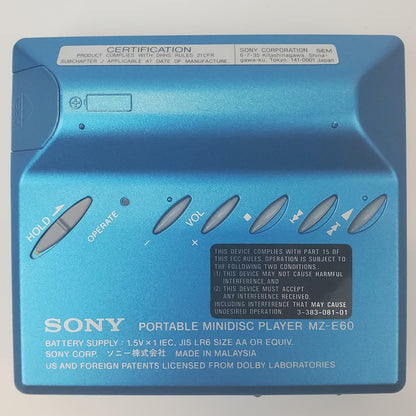 CERTIFICATION
PRODUCT COMPLIES WITH DHHS RULES 21CFR
SUBCHAPTER J APPLICABLE AT DATE OF MANUFACTURE
SONY CORPORATION SEM
6-7-35 Kitashinagawa, Shina-
gawa-ku, Tokyo, 141-0001 Japan
HOLD
OPERATE
– VOL +
THIS DEVICE COMPLIES WITH PART 15 OF
THIS FCC RULES. OPERATION IS SUBJECT TO
THE FOLLOWING TWO CONDITIONS.
(1) THIS DEVICE MAY NOT CAUSE HARMFUL
INTERFERENCE, AND
(2) THIS DEVICE MUST ACCEPT
ANY INTERFERENCE RECEIVED,
INCLUDING INTERFERENCE THAT MAY CAUSE
UNDESIRED OPERATION. 3-383-081-01
SONY PORTABLE MINIDISC PLAYER MZ-E60
BATTERY SUPPLY : 1.5V×1 IEC, JIS LR6 SIZE AA OR EQUIV.
SONY CORP. ソニー株式会社 MADE IN MALAYSIA
US AND FOREIGN PATENTS LICENSED FROM DOLBY LABORATORIES